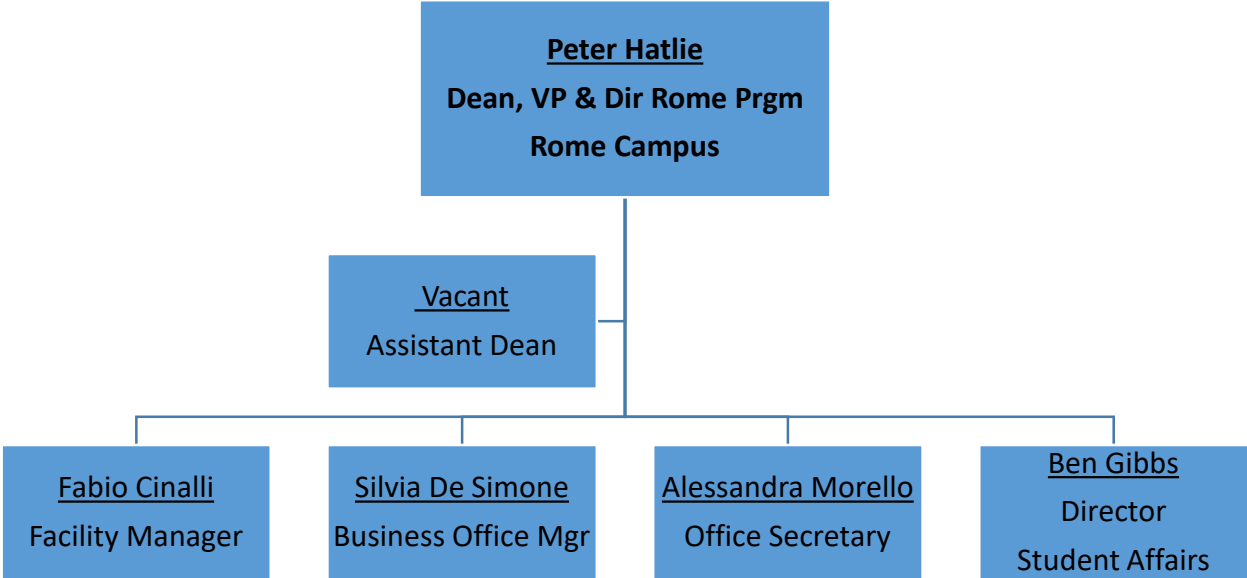 Peter Hatlie
Dean, VP & Dir Rome Prgm
Rome Campus
Vacant
Assistant Dean
Fabio Cinalli
Facility Manager
Silvia De Simone
Business Office Mgr
Alessandra Morello
Office Secretary
Ben Gibbs
Director
Student Affairs